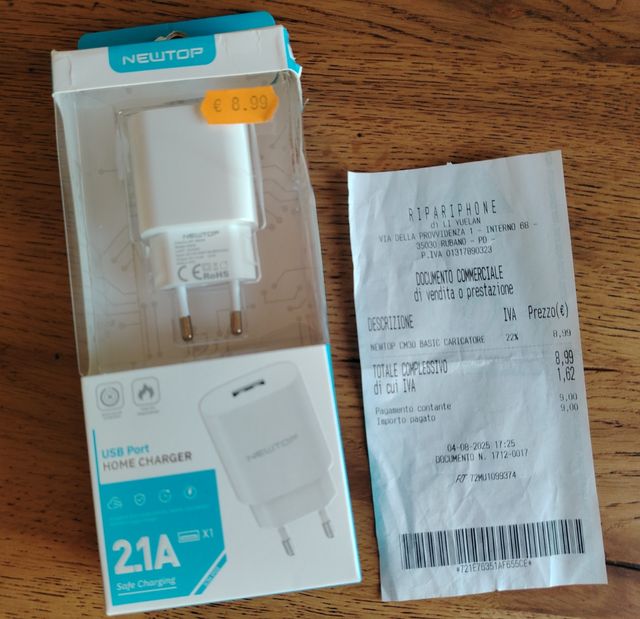 NEWTOP
€ 8.99
NEWTOP
CE RoHS
NEWTOP
USB Port
HOME CHARGER
2.1A
X1
Safe Charging
RIPARIPHONE
di LI YUELAN
VIA DELLA PROVVIDENZA 1 - INTERNO 6B -
35030 RUBANO - PD -
P.IVA 01317890323
DOCUMENTO COMMERCIALE
di vendita o prestazione
DESCRIZIONE IVA Prezzo(€)
NEWTOP CM30 BASIC CARICATORE 22% 8,99
TOTALE COMPLESSIVO 8,99
di cui IVA 1,62
Pagamento contante 9,00
Importo pagato 9,00
04-08-2025 17:25
DOCUMENTO N. 1712-0017
RT 72MU1099374
*721E76351AF655CE*